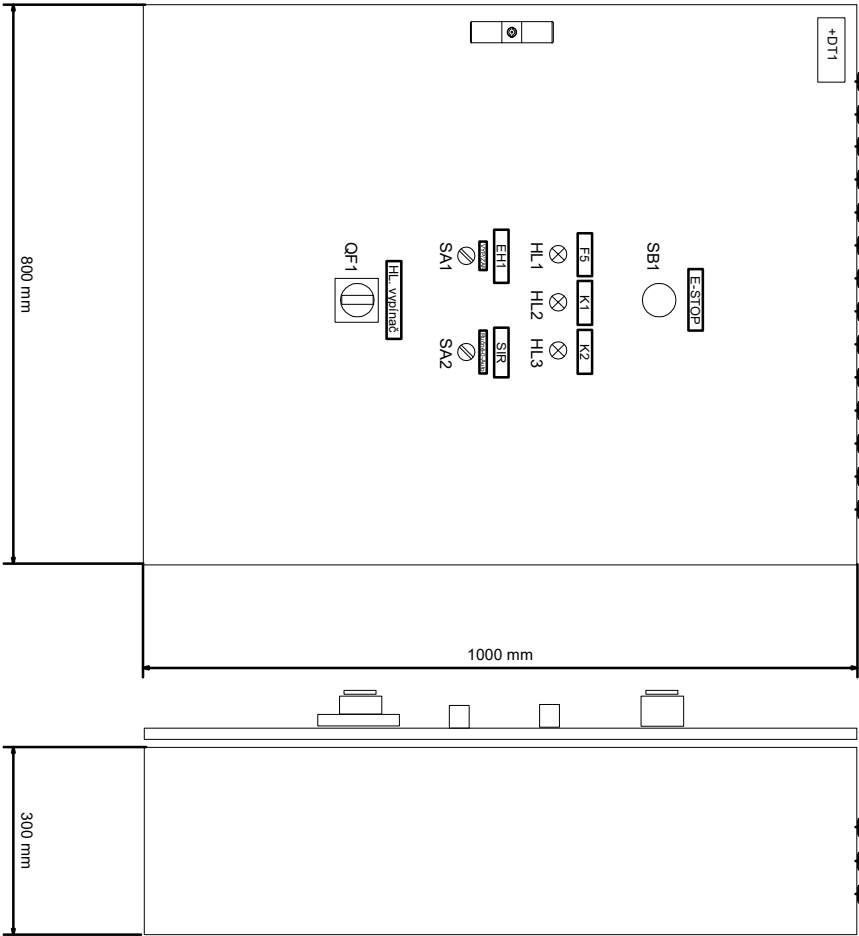 +DT1
E-STOP
SB1
F5
K1
K2
HL1
HL2
HL3
EH1
SIR
SA1
SA2
HL. vypínač
QF1
800 mm
1000 mm
300 mm